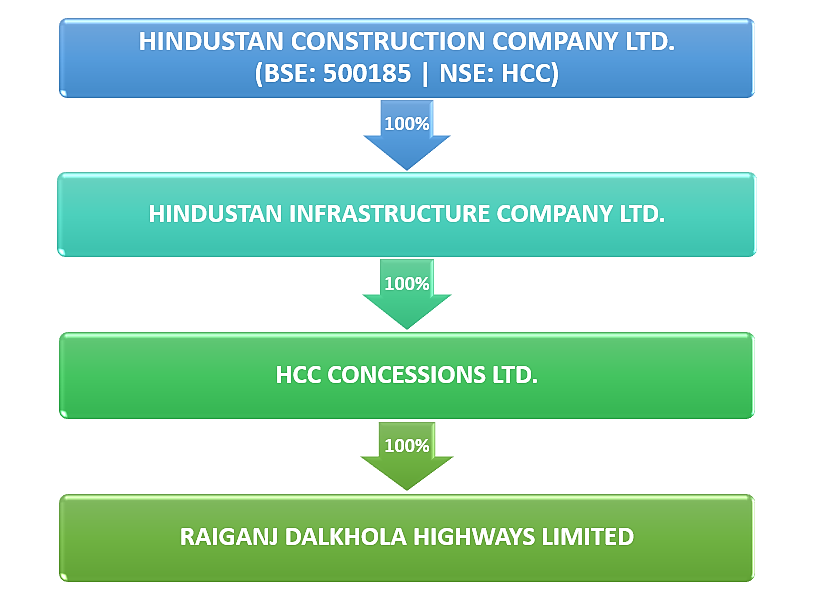 HINDUSTAN CONSTRUCTION COMPANY LTD.
(BSE: 500185 | NSE: HCC)
100%
HINDUSTAN INFRASTRUCTURE COMPANY LTD.
100%
HCC CONCESSIONS LTD.
100%
RAIGANJ DALKHOLA HIGHWAYS LIMITED